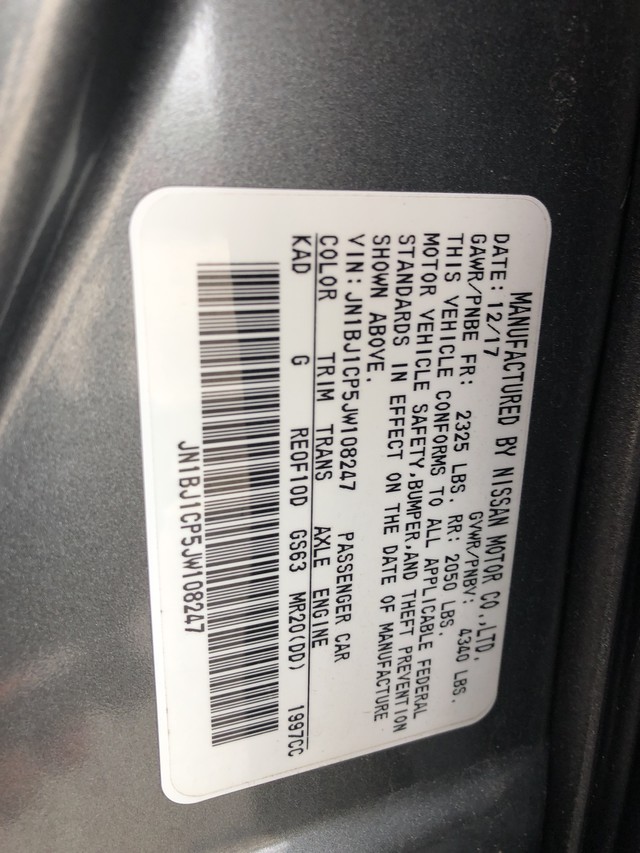 MANUFACTURED BY NISSAN MOTOR CO.,LTD.
DATE: 12/17 GVWR/PNBV: 4340 LBS.
GAWR/PNBE FR: 2325 LBS. RR: 2050 LBS.
THIS VEHICLE CONFORMS TO ALL APPLICABLE FEDERAL
MOTOR VEHICLE SAFETY,BUMPER,AND THEFT PREVENTION
STANDARDS IN EFFECT ON THE DATE OF MANUFACTURE
SHOWN ABOVE.
VIN: JN1BJ1CP5JW108247 PASSENGER CAR
COLOR TRIM TRANS AXLE ENGINE
KAD G RE0F10D GS63 MR20(DD) 1997CC
JN1BJ1CP5JW108247